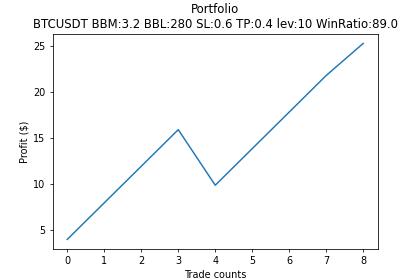 Portfolio
BTCUSDT BBM:3.2 BBL:280 SL:0.6 TP:0.4 lev:10 WinRatio:89.0
25
20
15
10
5
Profit ($)
0 1 2 3 4 5 6 7 8
Trade counts